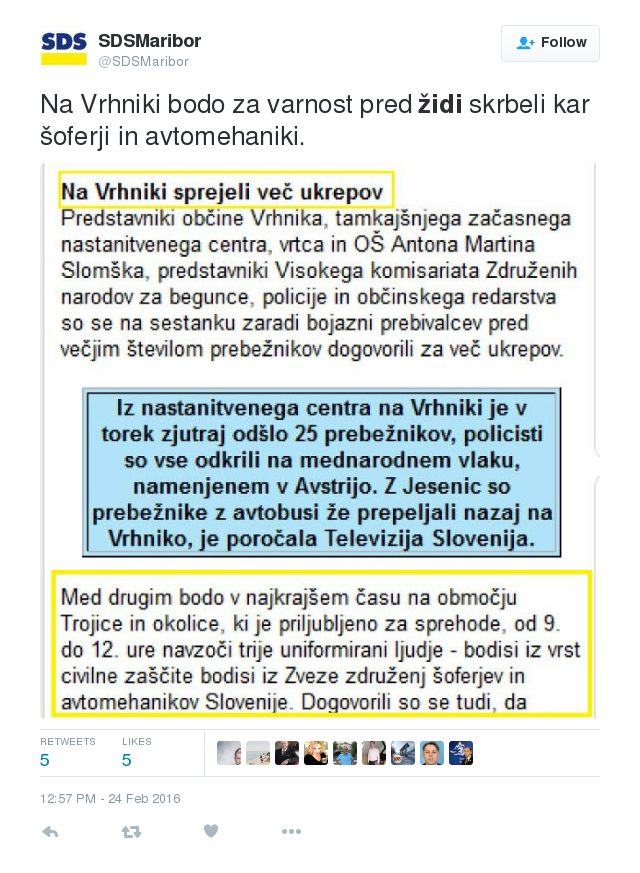 SDS
SDSMaribor
@SDSMaribor
Follow
Na Vrhniki bodo za varnost pred židi skrbeli kar
šoferji in avtomehaniki.
Na Vrhniki sprejeli več ukrepov
Predstavniki občine Vrhnika, tamkajšnjega začasnega
nastanitvenega centra, vrtca in OŠ Antona Martina
Slomška, predstavniki Visokega komisariata Združenih
narodov za begunce, policije in občinskega redarstva
so se na sestanku zaradi bojazni prebivalcev pred
večjim številom prebežnikov dogovorili za več ukrepov.
Iz nastanitvenega centra na Vrhniki je v
torek zjutraj odšlo 25 prebežnikov, policisti
so vse odkrili na mednarodnem vlaku,
namenjenem v Avstrijo. Z Jesenic so
prebežnike z avtobusi že prepeljali nazaj na
Vrhniko, je poročala Televizija Slovenija.
Med drugim bodo v najkrajšem času na območju
Trojice in okolice, ki je priljubljeno za sprehode, od 9.
do 12. ure navzoči trije uniformirani ljudje - bodisi iz vrst
civilne zaščite bodisi iz Zveze združenj šoferjev in
avtomehanikov Slovenije. Dogovorili so se tudi, da
RETWEETS LIKES
5 5
12:57 PM - 24 Feb 2016